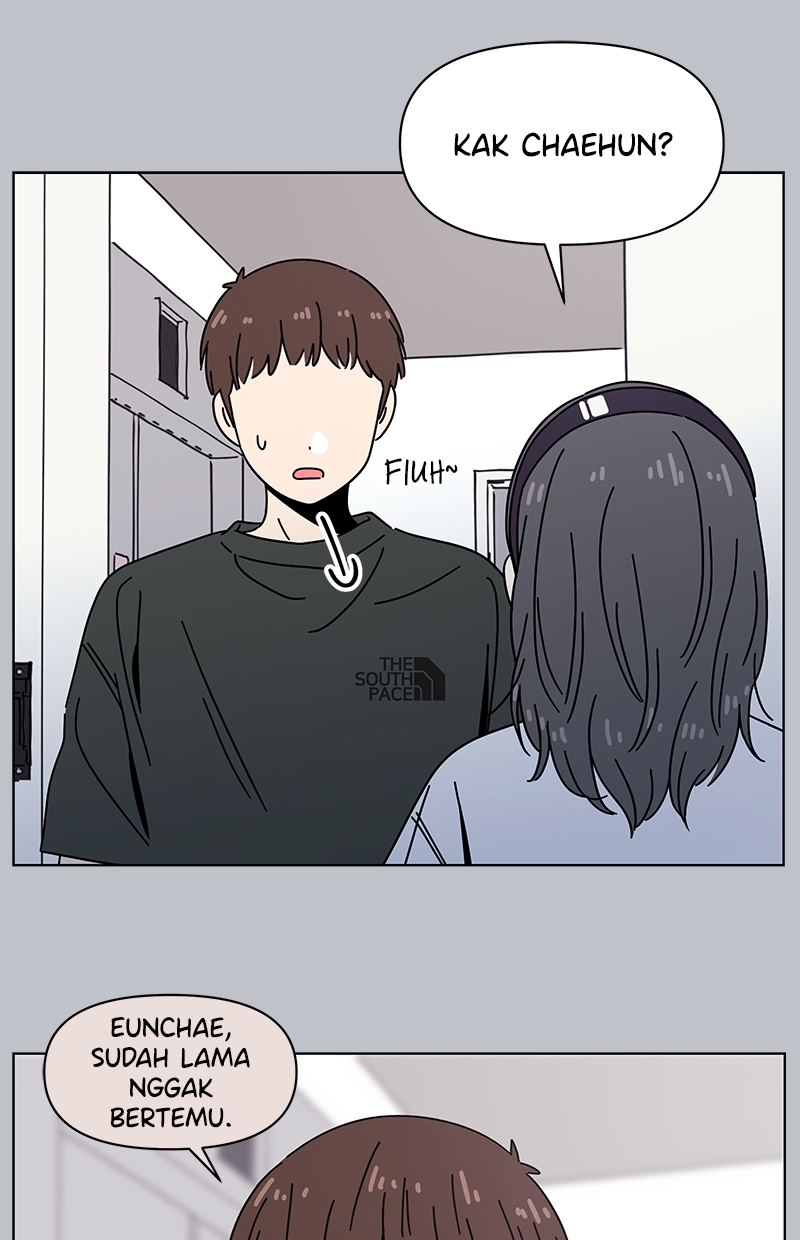 KAK CHAEHUN?
FIUH~
THE
SOUTH
PACE
EUNCHAE,
SUDAH LAMA
NGGAK
BERTEMU.